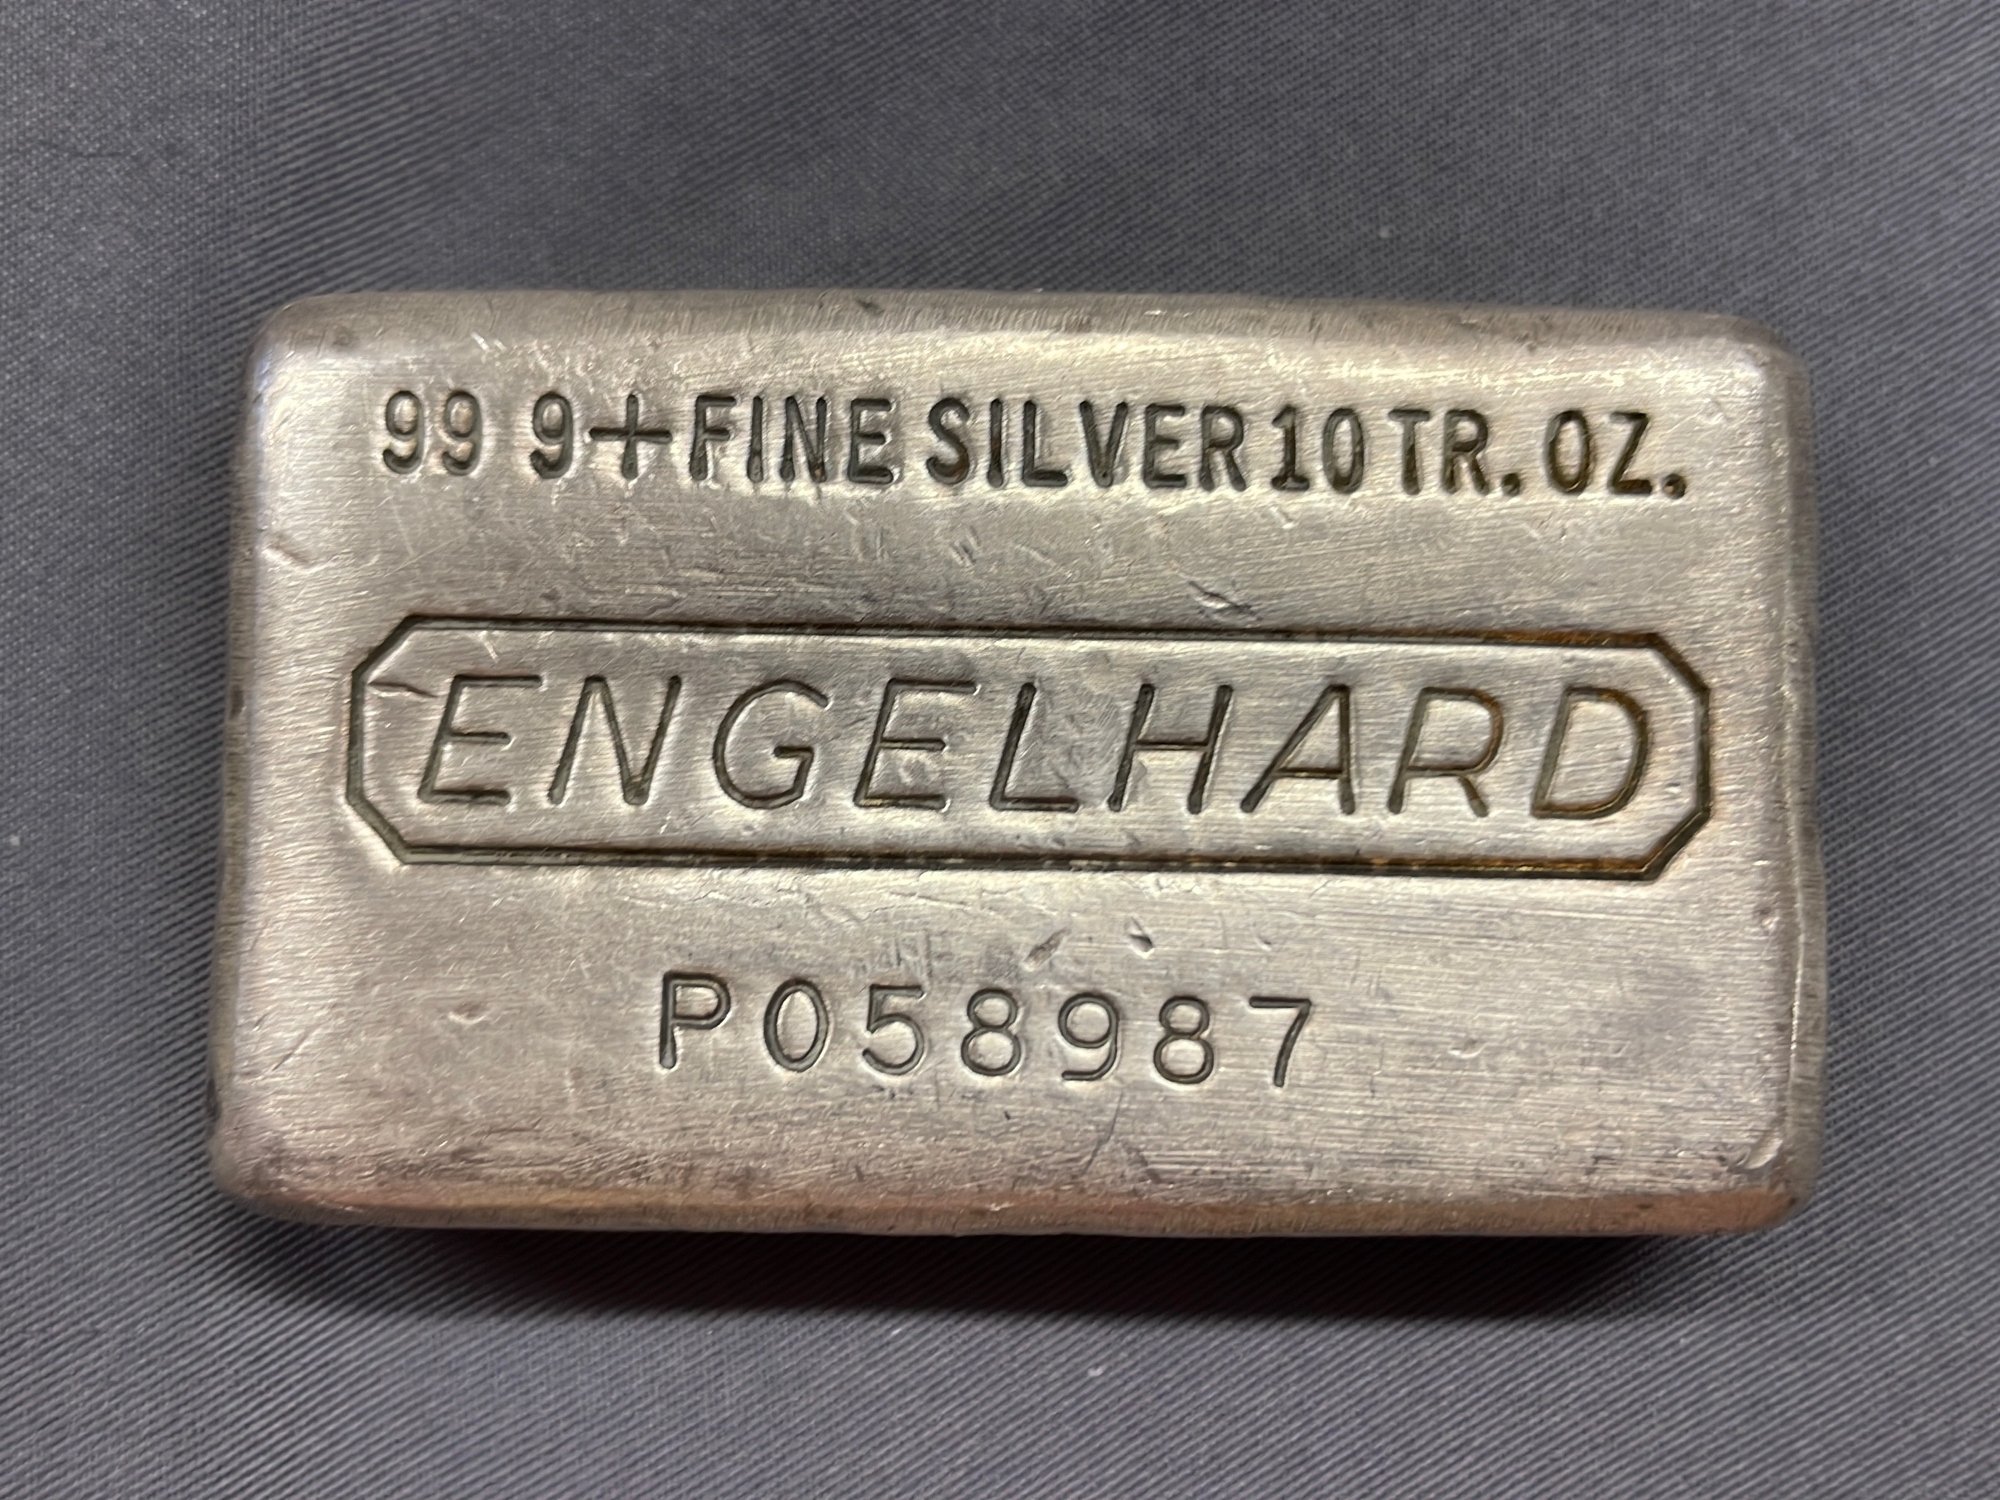 99 9+ FINE SILVER 10 TR. OZ.
ENGELHARD
P058987